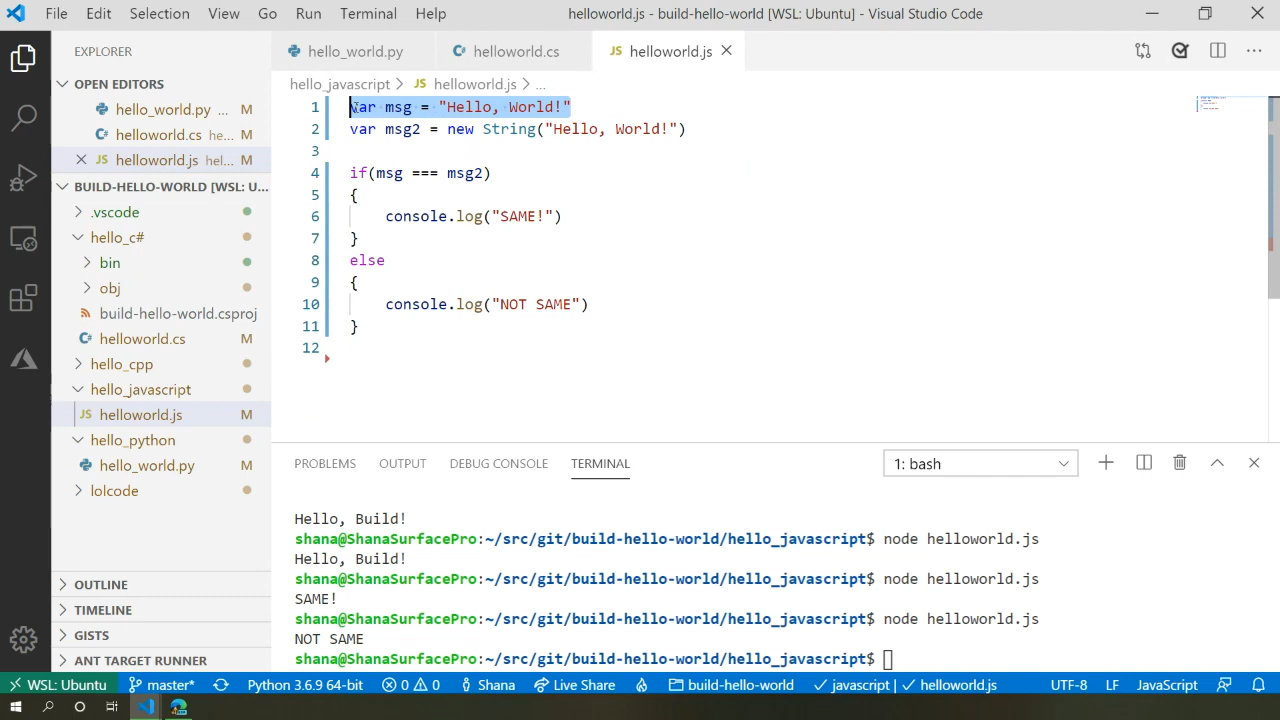 File Edit Selection View Go Run Terminal Help
helloworld.js - build-hello-world [WSL: Ubuntu] - Visual Studio Code
EXPLORER
OPEN EDITORS
hello_world.py ... M
helloworld.cs he... M
JS helloworld.js hel... M
BUILD-HELLO-WORLD [WSL: U...
.vscode
hello_c#
bin
obj
build-hello-world.csproj
helloworld.cs M
hello_cpp
hello_javascript
JS helloworld.js M
hello_python
hello_world.py M
lolcode
OUTLINE
TIMELINE
GISTS
ANT TARGET RUNNER
hello_world.py
helloworld.cs
JS helloworld.js
hello_javascript > JS helloworld.js > ...
1 var msg = "Hello, World!"
2 var msg2 = new String("Hello, World!")
3
4 if(msg === msg2)
5 {
6 console.log("SAME!")
7 }
8 else
9 {
10 console.log("NOT SAME")
11 }
12
PROBLEMS OUTPUT DEBUG CONSOLE TERMINAL
1: bash
Hello, Build!
shana@ShanaSurfacePro:~/src/git/build-hello-world/hello_javascript$ node helloworld.js
Hello, Build!
shana@ShanaSurfacePro:~/src/git/build-hello-world/hello_javascript$ node helloworld.js
SAME!
shana@ShanaSurfacePro:~/src/git/build-hello-world/hello_javascript$ node helloworld.js
NOT SAME
shana@ShanaSurfacePro:~/src/git/build-hello-world/hello_javascript$
WSL: Ubuntu master* Python 3.6.9 64-bit 0 0 Shana Live Share build-hello-world javascript | helloworld.js UTF-8 LF JavaScript